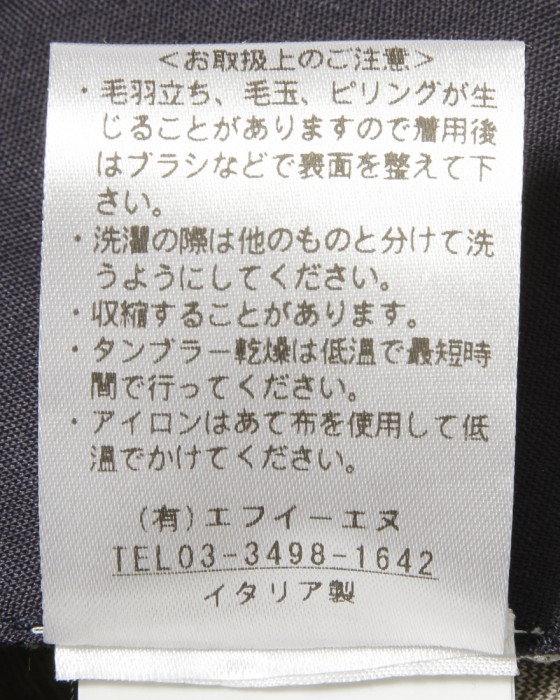 <お取扱上のご注意>
・毛羽立ち、毛玉、ピリングが生
じることがありますので着用後
はブラシなどで表面を整えて下
さい。
・洗濯の際は他のものと分けて洗
うようにしてください。
・収縮することがあります。
・タンブラー乾燥は低温で最短時
間で行ってください。
・アイロンはあて布を使用して低
温でかけてください。
(有)エフイーエヌ
TEL03-3498-1642
イタリア製